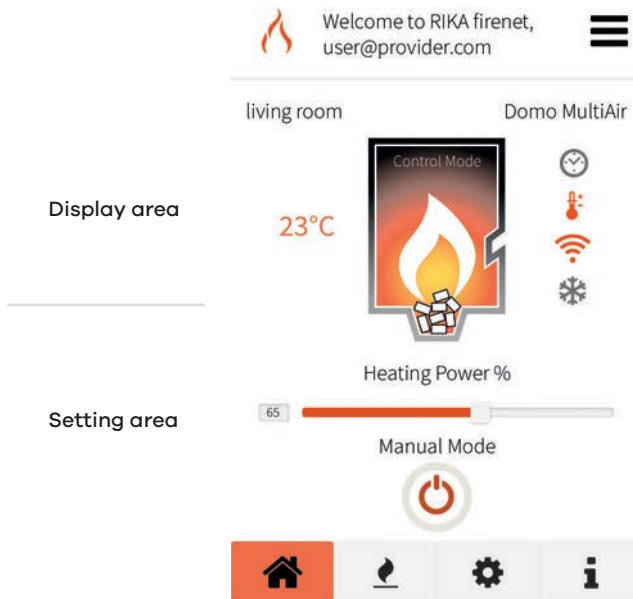 Welcome to RIKA firenet,
user@provider.com
living room
Domo MultiAir
Control Mode
Display area
23°C
Heating Power %
Setting area
65
Manual Mode